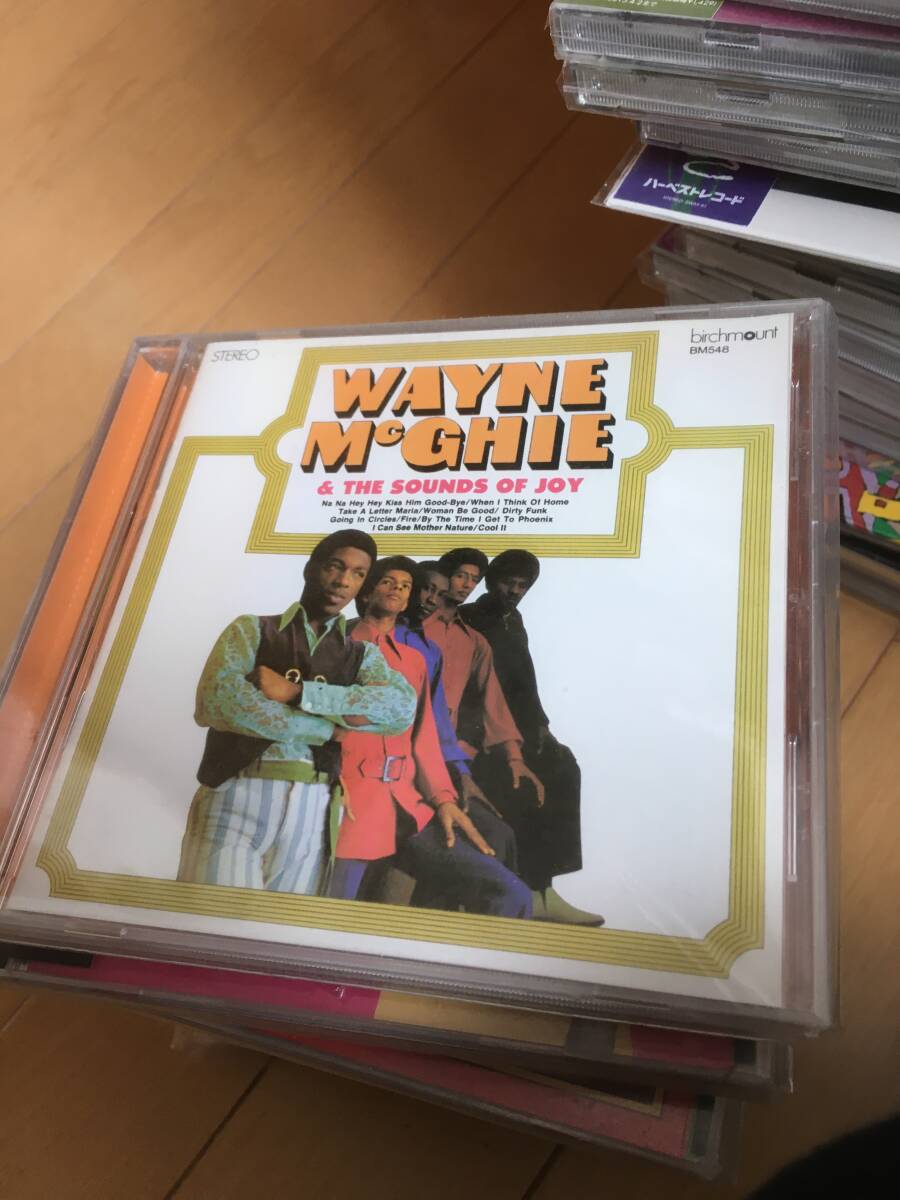 ハーベストレコード
STEREO
birchmount
BM548
WAYNE
McGHIE
& THE SOUNDS OF JOY
Na Na Hey Hey Kiss Him Good-Bye/When I Think Of Home
Take A Letter Maria/Woman Be Good/ Dirty Funk
Going In Circles/Fire/By The Time I Get To Phoenix
I Can See Mother Nature/Cool It